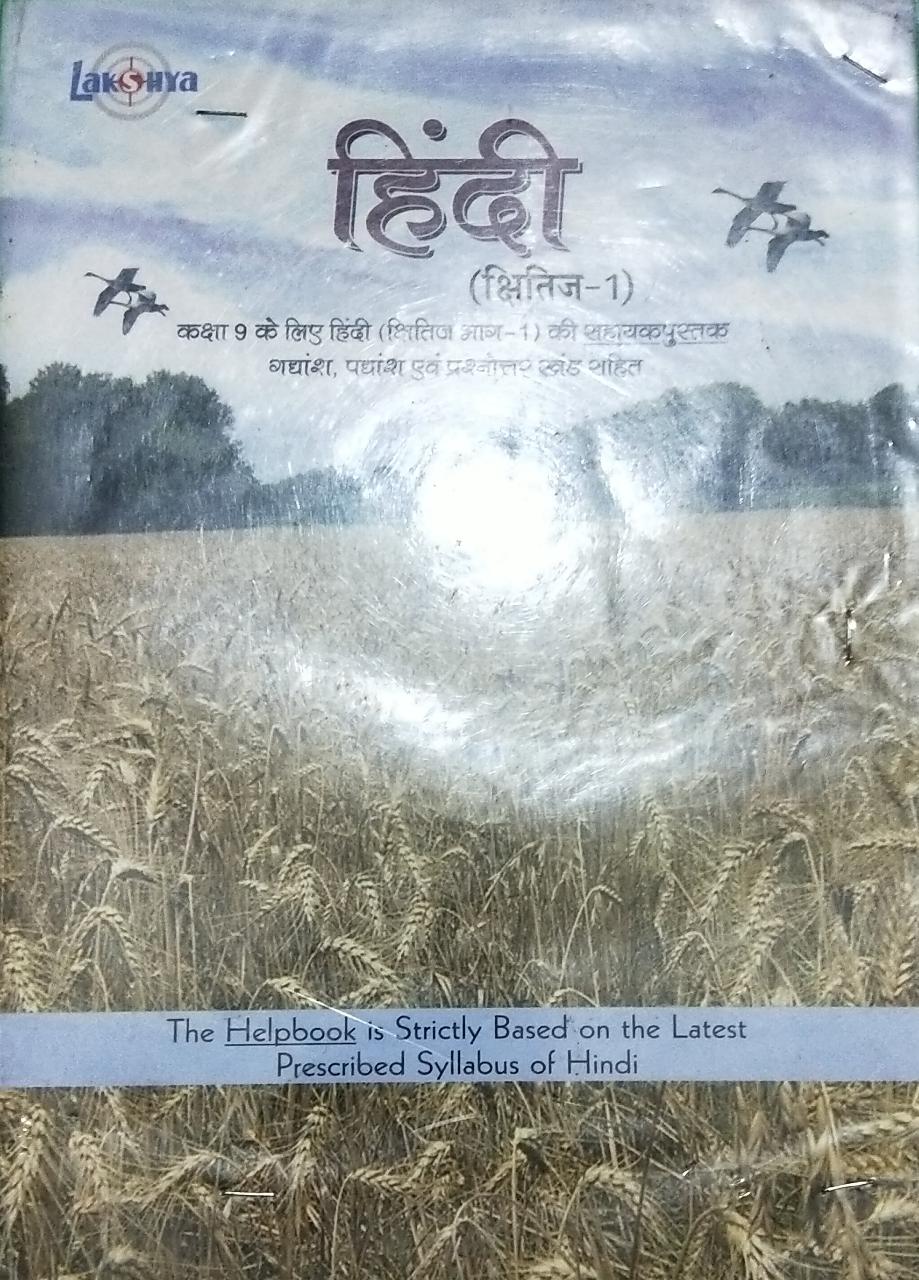 Lakshya
हिंदी
(क्षितिज-1)
कक्षा 9 के लिए हिंदी (क्षितिज भाग-1) की सहायकपुस्तक
गद्यांश, पद्यांश एवं प्रश्नोत्तर खंड सहित
The Helpbook is Strictly Based on the Latest
Prescribed Syllabus of Hindi